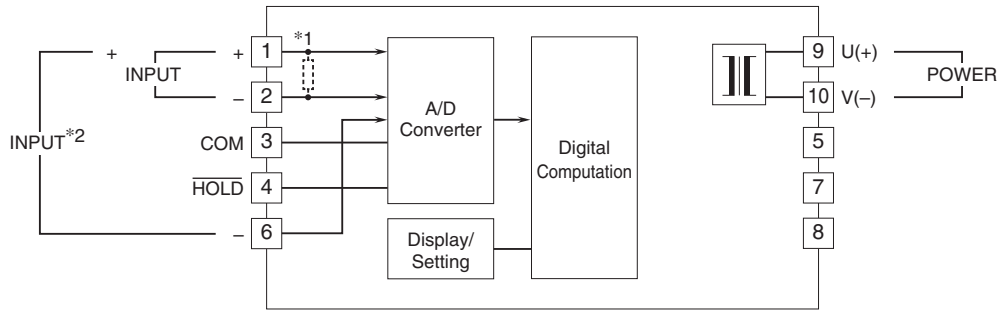 + + 1 *1
INPUT
– 2
INPUT*2
COM 3
HOLD 4
– 6
A/D
Converter
Display/
Setting
Digital
Computation
9 U(+)
10 V(–)
POWER
5
7
8